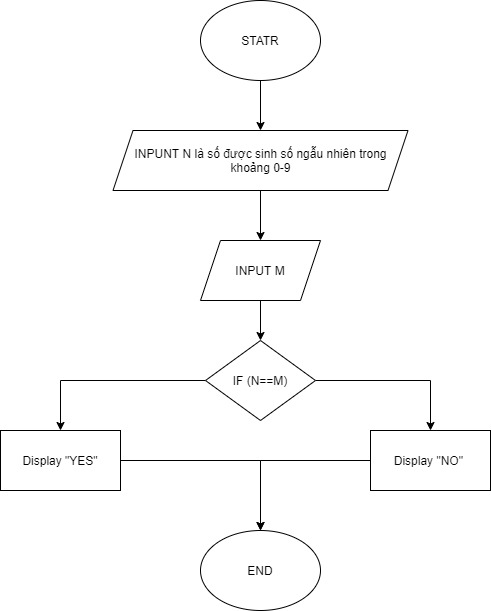 STATR
INPUNT N là số được sinh số ngẫu nhiên trong
khoảng 0-9
INPUT M
IF (N==M)
Display "YES"
Display "NO"
END